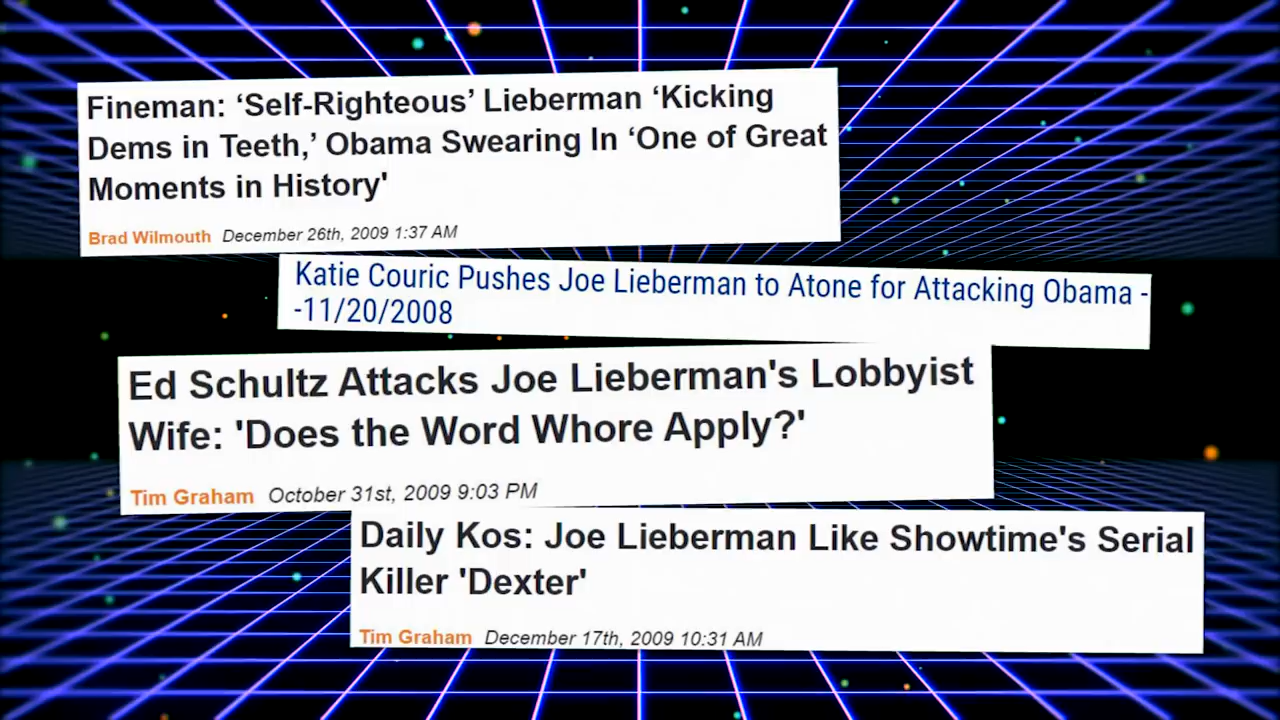 Fineman: ‘Self-Righteous’ Lieberman ‘Kicking
Dems in Teeth,’ Obama Swearing In ‘One of Great
Moments in History'
Brad Wilmouth December 26th, 2009 1:37 AM
Katie Couric Pushes Joe Lieberman to Atone for Attacking Obama -
-11/20/2008
Ed Schultz Attacks Joe Lieberman's Lobbyist
Wife: 'Does the Word Whore Apply?'
Tim Graham October 31st, 2009 9:03 PM
Daily Kos: Joe Lieberman Like Showtime's Serial
Killer 'Dexter'
Tim Graham December 17th, 2009 10:31 AM